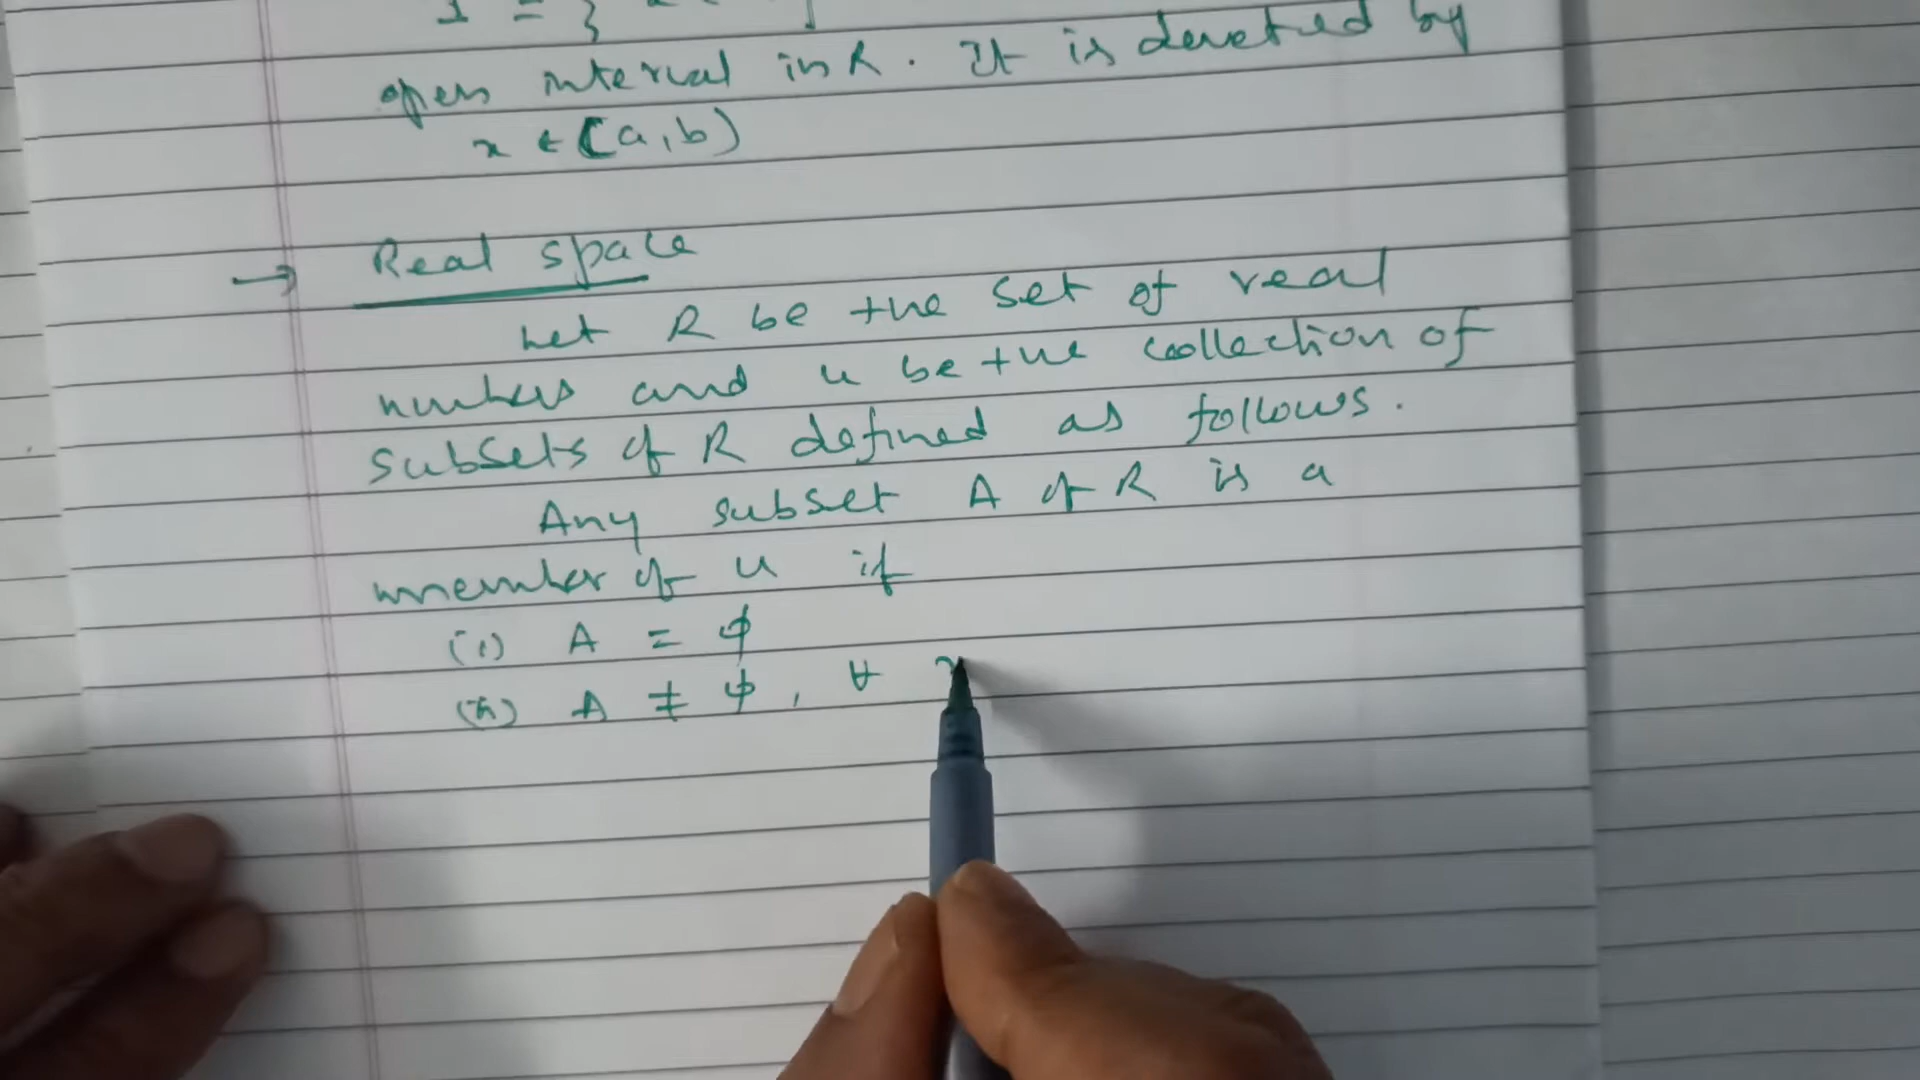 open interval in R. It is denoted by
x ∈ (a, b)
→ Real space
Let R be the set of real
numbers and u be the collection of
subsets of R defined as follows.
Any subset A of R is a
member of u if
(i) A = ϕ
(ii) A ≠ ϕ, ∀ x